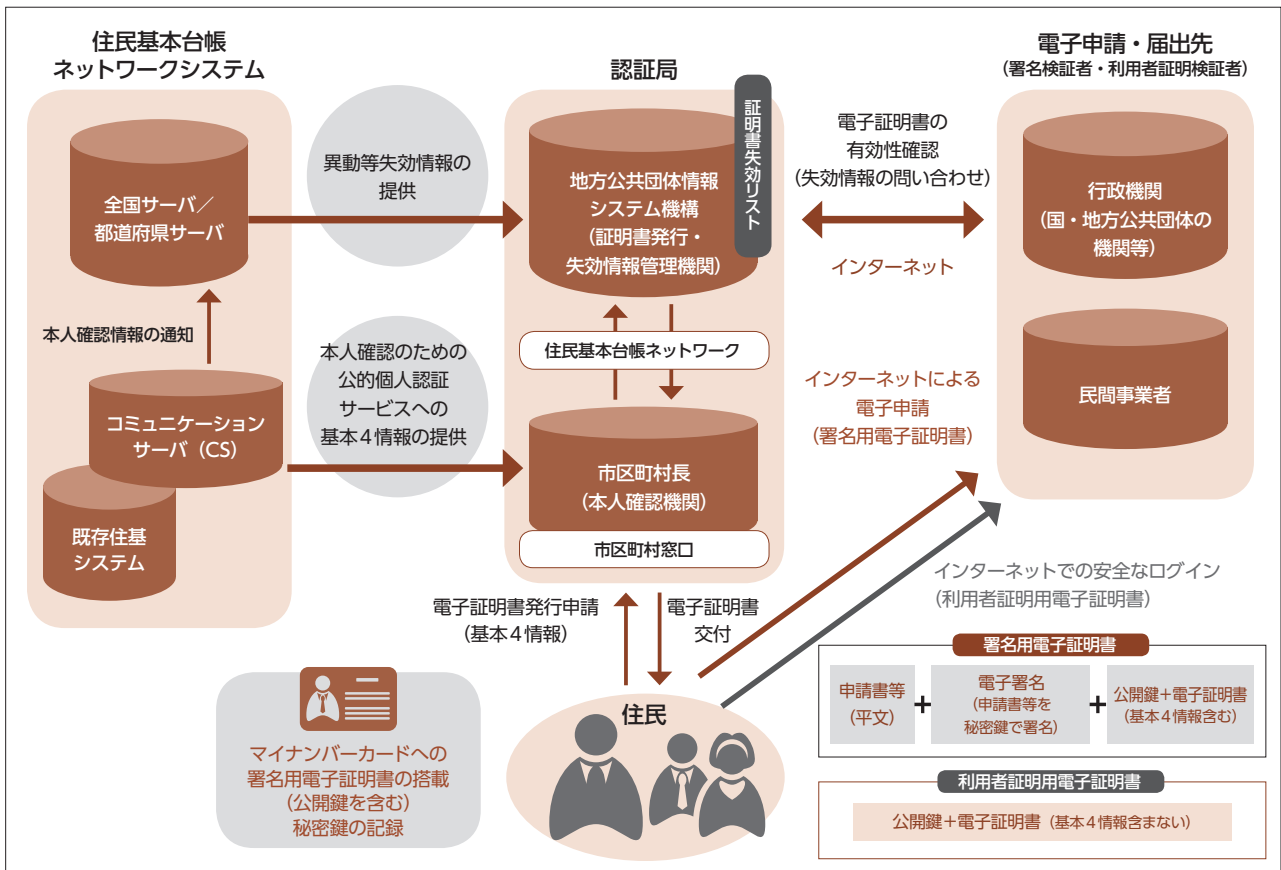 住民基本台帳
ネットワークシステム
全国サーバ／
都道府県サーバ
本人確認情報の通知
コミュニケーション
サーバ（CS）
既存住基
システム
異動等失効情報の
提供
本人確認のための
公的個人認証
サービスへの
基本４情報の提供
認証局
証明書失効リスト
地方公共団体情報
システム機構
（証明書発行・
失効情報管理機関）
住民基本台帳ネットワーク
市区町村長
（本人確認機関）
市区町村窓口
電子証明書の
有効性確認
（失効情報の問い合わせ）
インターネット
電子申請・届出先
（署名検証者・利用者証明検証者）
行政機関
（国・地方公共団体の
機関等）
民間事業者
インターネットによる
電子申請
（署名用電子証明書）
インターネットでの安全なログイン
（利用者証明用電子証明書）
電子証明書発行申請
（基本４情報）
電子証明書
交付
住民
マイナンバーカードへの
署名用電子証明書の搭載
（公開鍵を含む）
秘密鍵の記録
署名用電子証明書
申請書等
（平文）
+
電子署名
（申請書等を
秘密鍵で署名）
+
公開鍵＋電子証明書
（基本４情報含む）
利用者証明用電子証明書
公開鍵＋電子証明書（基本４情報含まない）